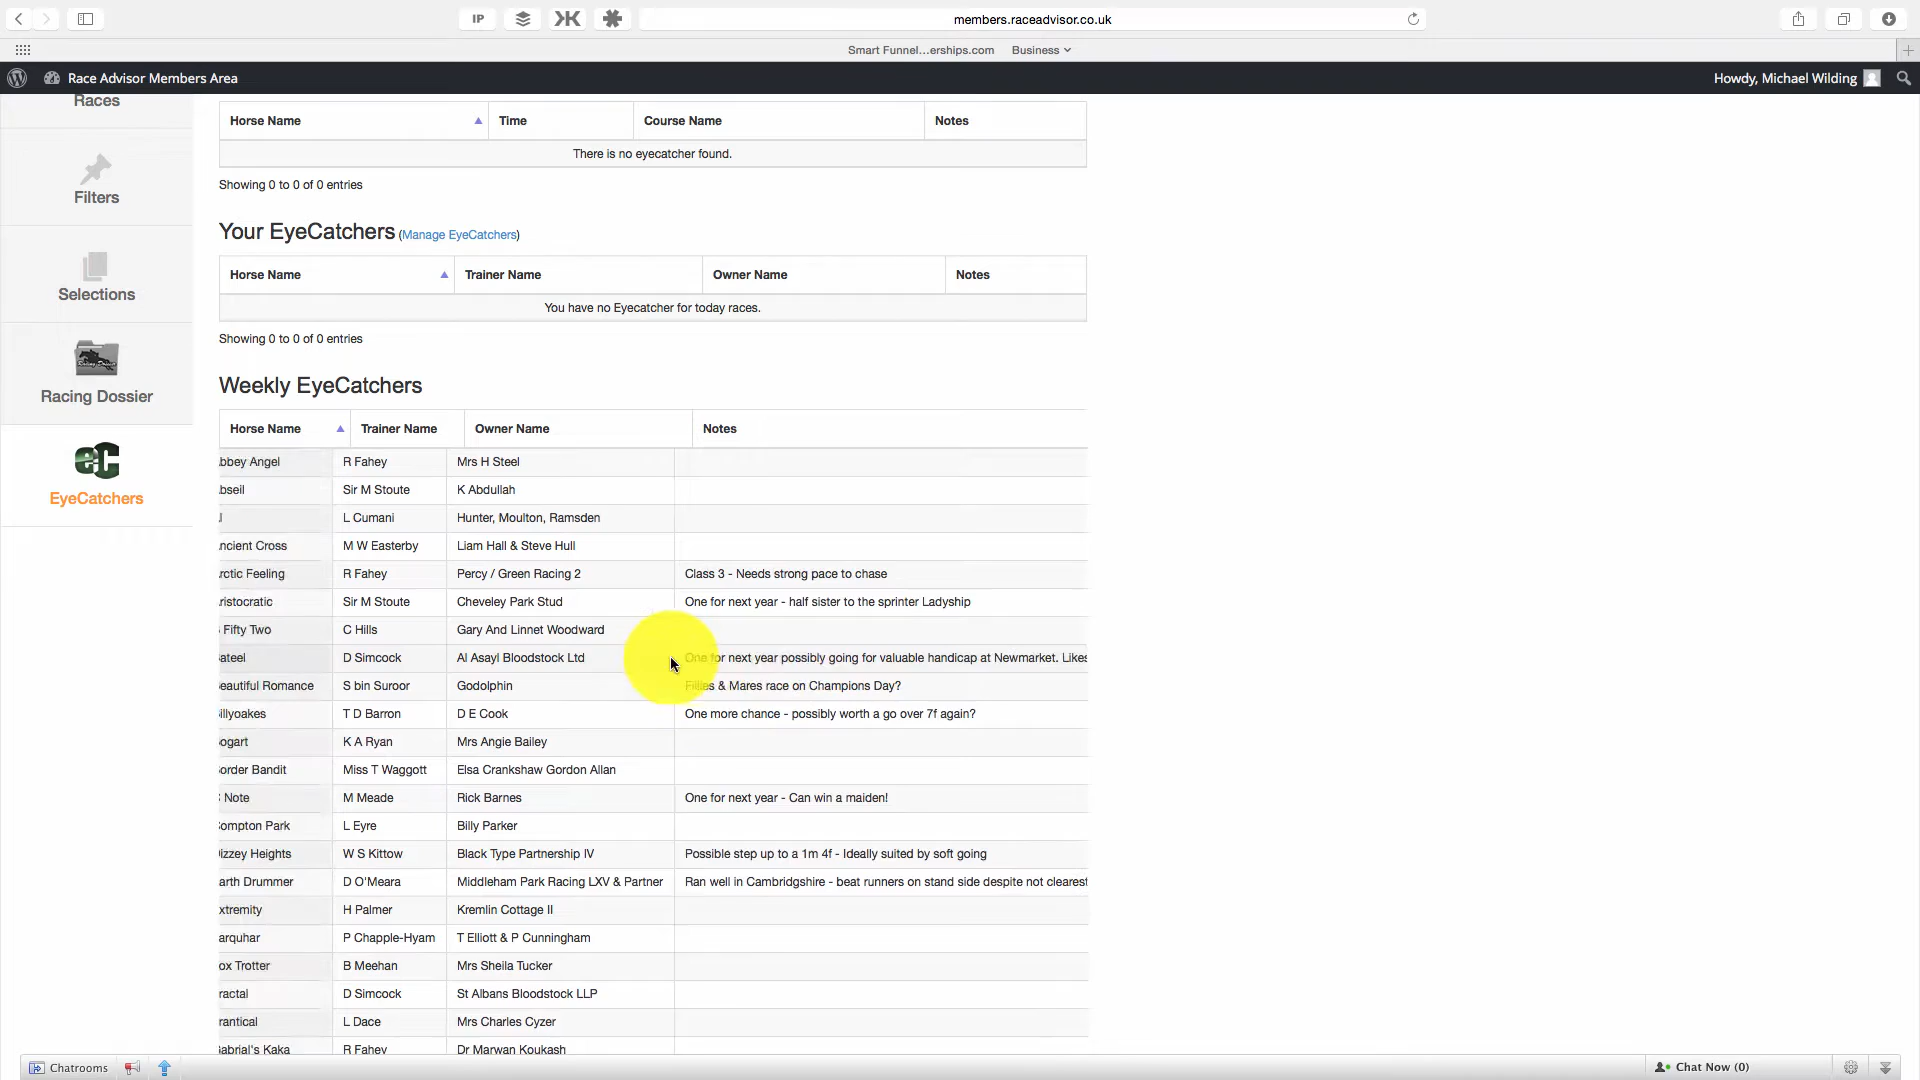 IP
members.raceadvisor.co.uk
Smart Funnel...erships.com Business
Race Advisor Members Area
Howdy, Michael Wilding
Races
Filters
Selections
Racing Dossier
EyeCatchers
Horse Name Time Course Name Notes
There is no eyecatcher found.
Showing 0 to 0 of 0 entries
Your EyeCatchers (Manage EyeCatchers)
Horse Name Trainer Name Owner Name Notes
You have no Eyecatcher for today races.
Showing 0 to 0 of 0 entries
Weekly EyeCatchers
Horse Name Trainer Name Owner Name Notes
bbey Angel R Fahey Mrs H Steel
bseil Sir M Stoute K Abdullah
L Cumani Hunter, Moulton, Ramsden
ncient Cross M W Easterby Liam Hall & Steve Hull
rctic Feeling R Fahey Percy / Green Racing 2 Class 3 - Needs strong pace to chase
ristocratic Sir M Stoute Cheveley Park Stud One for next year - half sister to the sprinter Ladyship
Fifty Two C Hills Gary And Linnet Woodward
ateel D Simcock Al Asayl Bloodstock Ltd One for next year possibly going for valuable handicap at Newmarket. Likes
eautiful Romance S bin Suroor Godolphin Fillies & Mares race on Champions Day?
illyoakes T D Barron D E Cook One more chance - possibly worth a go over 7f again?
ogart K A Ryan Mrs Angie Bailey
order Bandit Miss T Waggott Elsa Crankshaw Gordon Allan
Note M Meade Rick Barnes One for next year - Can win a maiden!
ompton Park L Eyre Billy Parker
izzey Heights W S Kittow Black Type Partnership IV Possible step up to a 1m 4f - Ideally suited by soft going
arth Drummer D O'Meara Middleham Park Racing LXV & Partner Ran well in Cambridgshire - beat runners on stand side despite not clearest
xtremity H Palmer Kremlin Cottage II
arquhar P Chapple-Hyam T Elliott & P Cunningham
ox Trotter B Meehan Mrs Sheila Tucker
ractal D Simcock St Albans Bloodstock LLP
rantical L Dace Mrs Charles Cyzer
abrial's Kaka R Fahey Dr Marwan Koukash
Chatrooms
Chat Now (0)